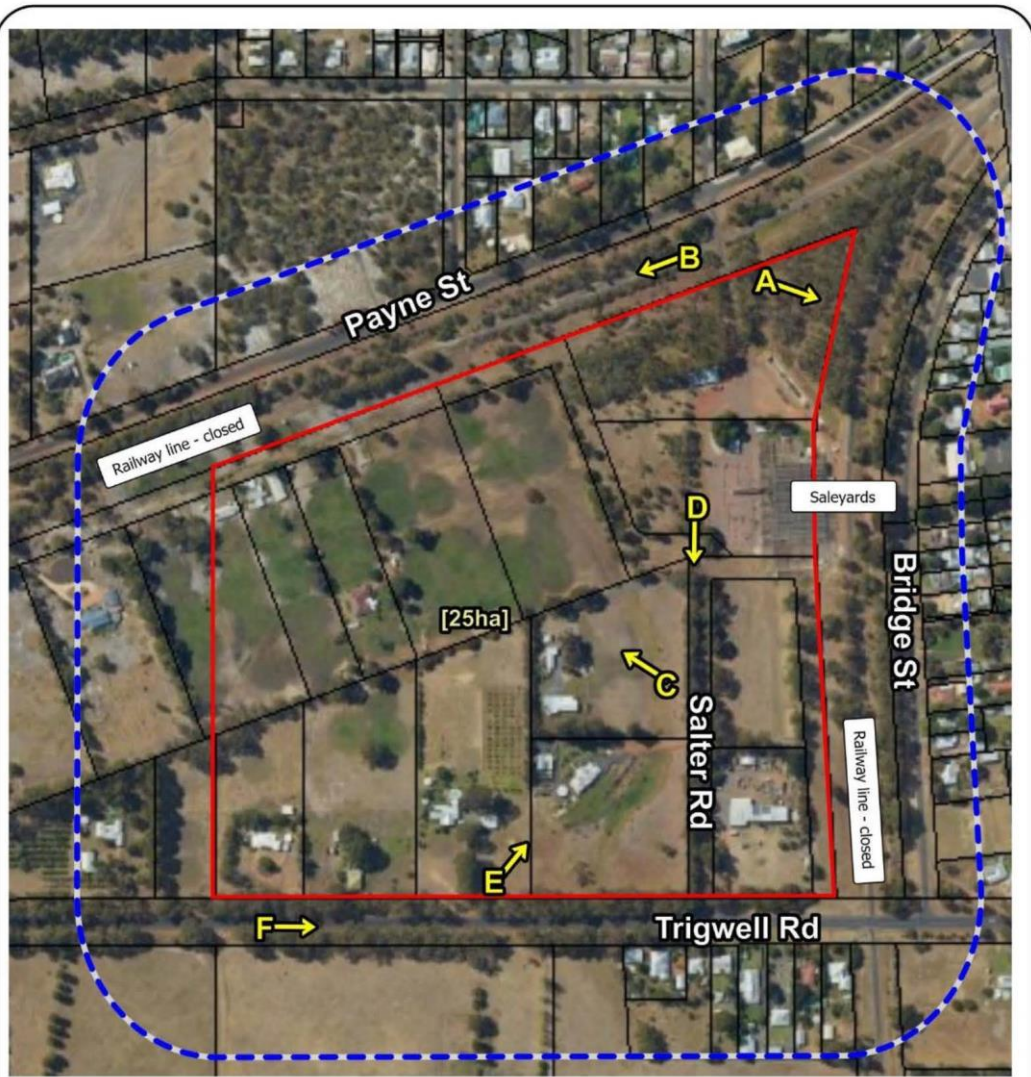 B
A
Payne St
Railway line - closed
Saleyards
D
Bridge St
[25ha]
C
Salter Rd
Railway line - closed
E
F
Trigwell Rd